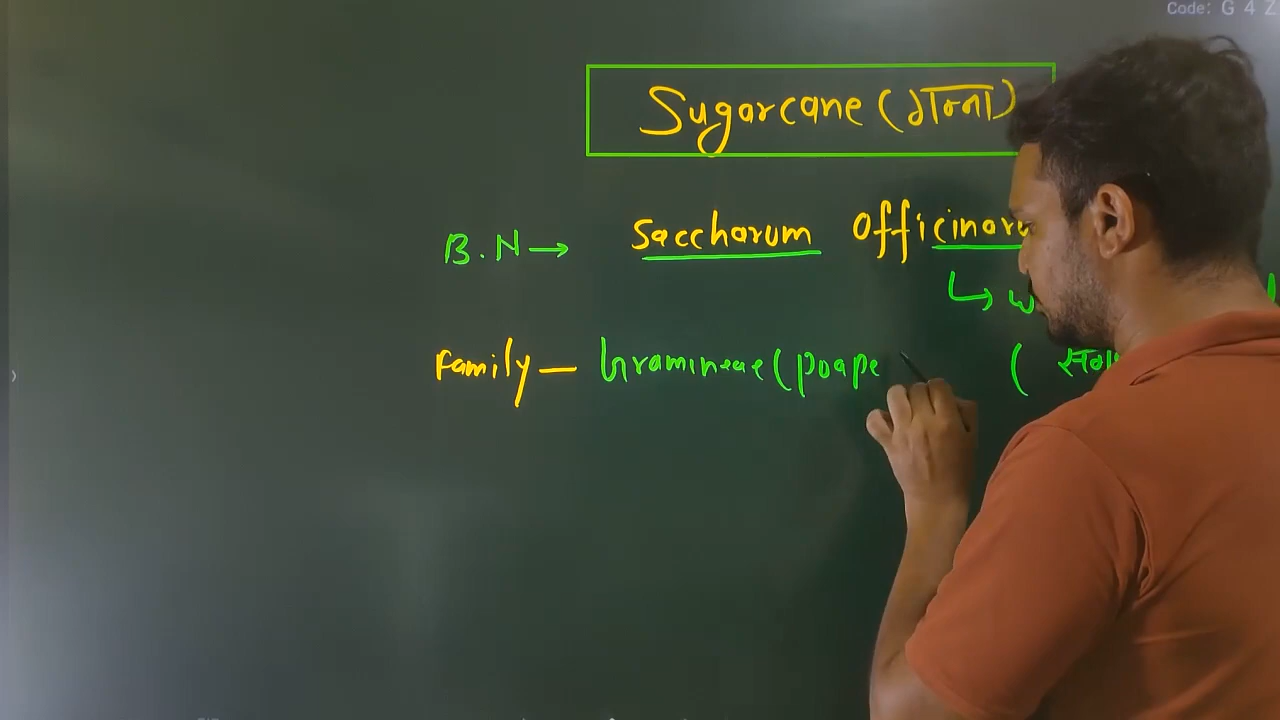 Code: G 4 Z
Sugarcane (गन्ना)
B.N → Saccharum Officinaru
↳ w
Family — Gramineae (poape
(